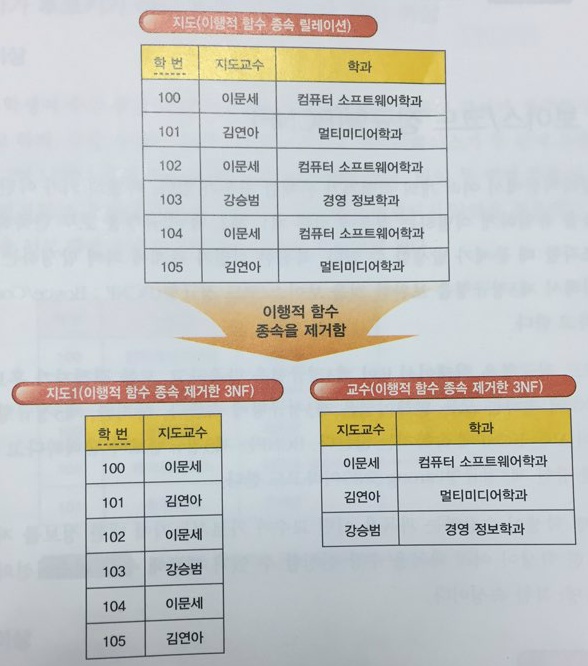 지도(이행적 함수 종속 릴레이션)
학 번 지도교수 학과
100 이문세 컴퓨터 소프트웨어학과
101 김연아 멀티미디어학과
102 이문세 컴퓨터 소프트웨어학과
103 강승범 경영 정보학과
104 이문세 컴퓨터 소프트웨어학과
105 김연아 멀티미디어학과
이행적 함수
종속을 제거함
지도1(이행적 함수 종속 제거한 3NF)
학 번 지도교수
100 이문세
101 김연아
102 이문세
103 강승범
104 이문세
105 김연아
교수(이행적 함수 종속 제거한 3NF)
지도교수 학과
이문세 컴퓨터 소프트웨어학과
김연아 멀티미디어학과
강승범 경영 정보학과